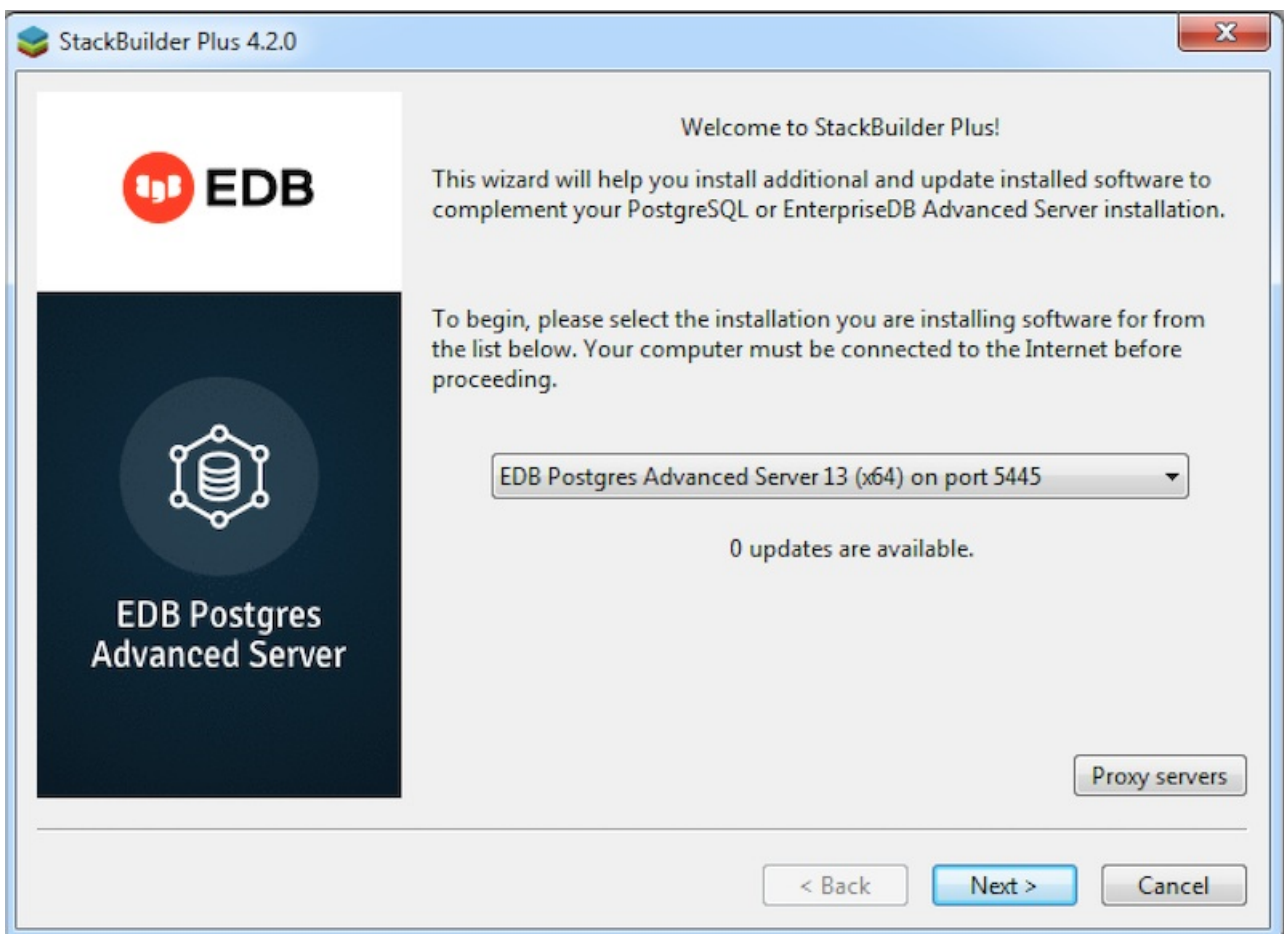 StackBuilder Plus 4.2.0
EDB
EDB Postgres
Advanced Server
Welcome to StackBuilder Plus!
This wizard will help you install additional and update installed software to
complement your PostgreSQL or EnterpriseDB Advanced Server installation.
To begin, please select the installation you are installing software for from
the list below. Your computer must be connected to the Internet before
proceeding.
EDB Postgres Advanced Server 13 (x64) on port 5445
0 updates are available.
Proxy servers
< Back
Next >
Cancel